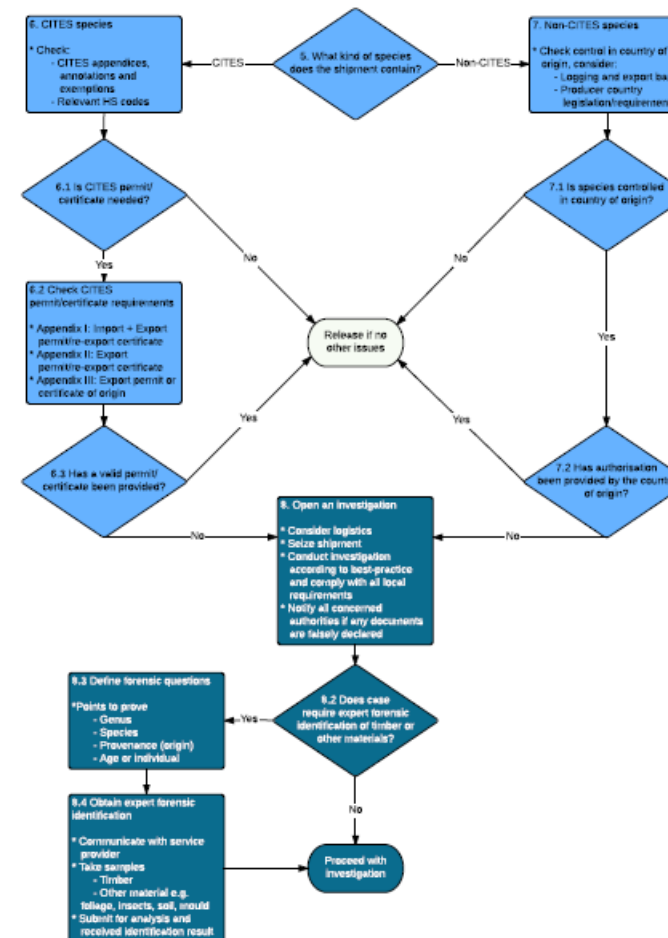 6. CITES species
* Check:
- CITES appendices,
annotations and
exemptions
- Relevant HS codes
CITES
5. What kind of species
does the shipment contain?
Non-CITES
7. Non-CITES species
* Check control in country of
origin, consider:
- Logging and export
- Producer country
6.1 Is CITES permit/
certificate needed?
7.1 Is species controlled
in country of origin?
Yes
No
No
Yes
6.2 Check CITES
permit/certificate requirements
* Appendix I: Import + Export
permit/re-export certificate
* Appendix II: Export
permit/re-export certificate
* Appendix III: Export permit or
certificate of origin
Release if no
other issues
Yes
Yes
6.3 Has a valid permit/
certificate been provided?
7.2 Has authorisation
been provided by the
of origin?
No
No
8. Open an investigation
* Consider logistics
* Seize shipment
* Conduct investigation
according to best-practice
and comply with all local
requirements
* Notify all concerned
authorities if any documents
are falsely declared
8.3 Define forensic questions
*Points to prove
- Genus
- Species
- Provenance (origin)
- Age or individual
Yes
8.2 Does case
require expert forensic
identification of timber or
other materials?
No
8.4 Obtain expert forensic
identification
* Communicate with service
provider
* Take samples
- Timber
- Other material e.g.
foliage, insects, soil, mould
* Submit for analysis and
received identification result
Proceed with
investigation